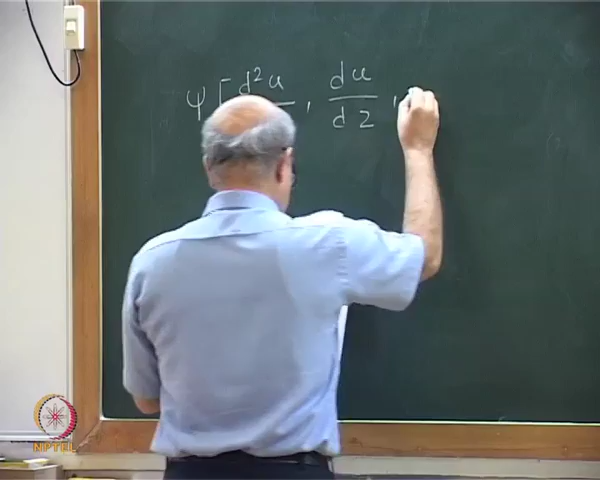 ψ [ d²u , du/dz ,
NPTEL